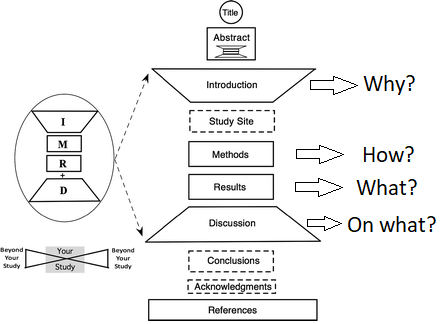 Title
Abstract
Introduction
Why?
Study Site
Methods
How?
Results
What?
Discussion
On what?
Conclusions
Acknowledgments
References
I
M
R
+
D
Beyond
Your
Study
Your
Study
Beyond
Your
Study